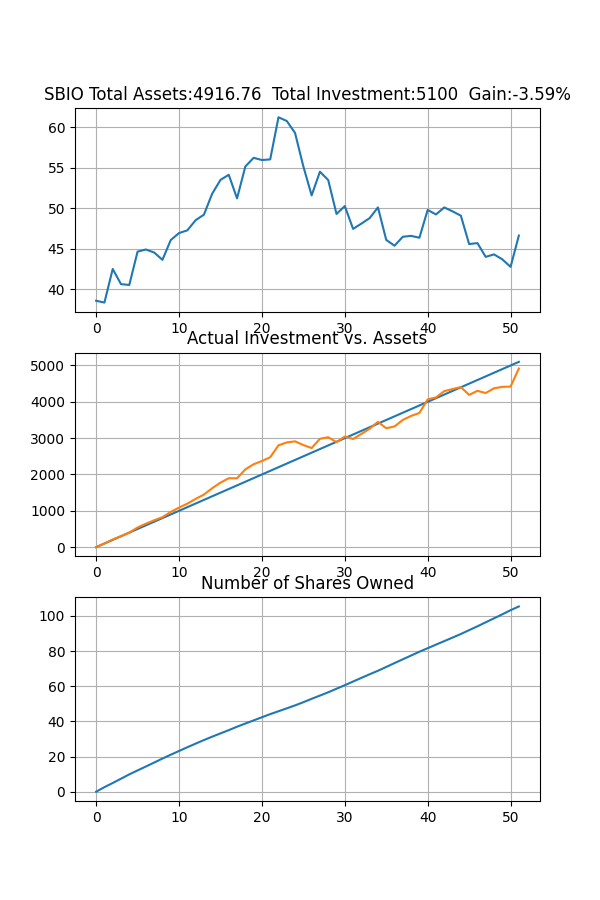 SBIO Total Assets:4916.76  Total Investment:5100  Gain:-3.59%
60
55
50
45
40
0 10 20 30 40 50
Actual Investment vs. Assets
5000
4000
3000
2000
1000
0
0 10 20 30 40 50
Number of Shares Owned
100
80
60
40
20
0
0 10 20 30 40 50